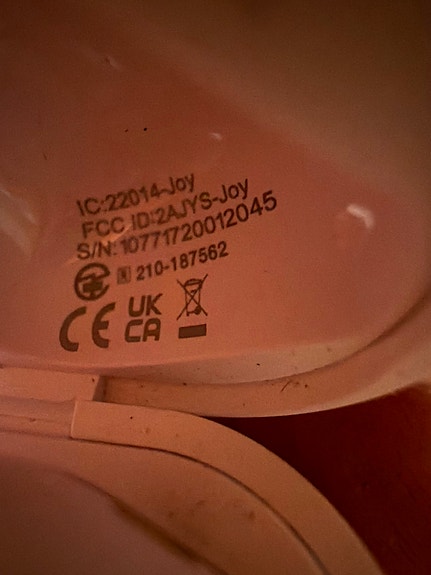 IC:22014-Joy
FCC ID:2AJYS-Joy
S/N:10771720012045
R 210-187562
CE UK
CA